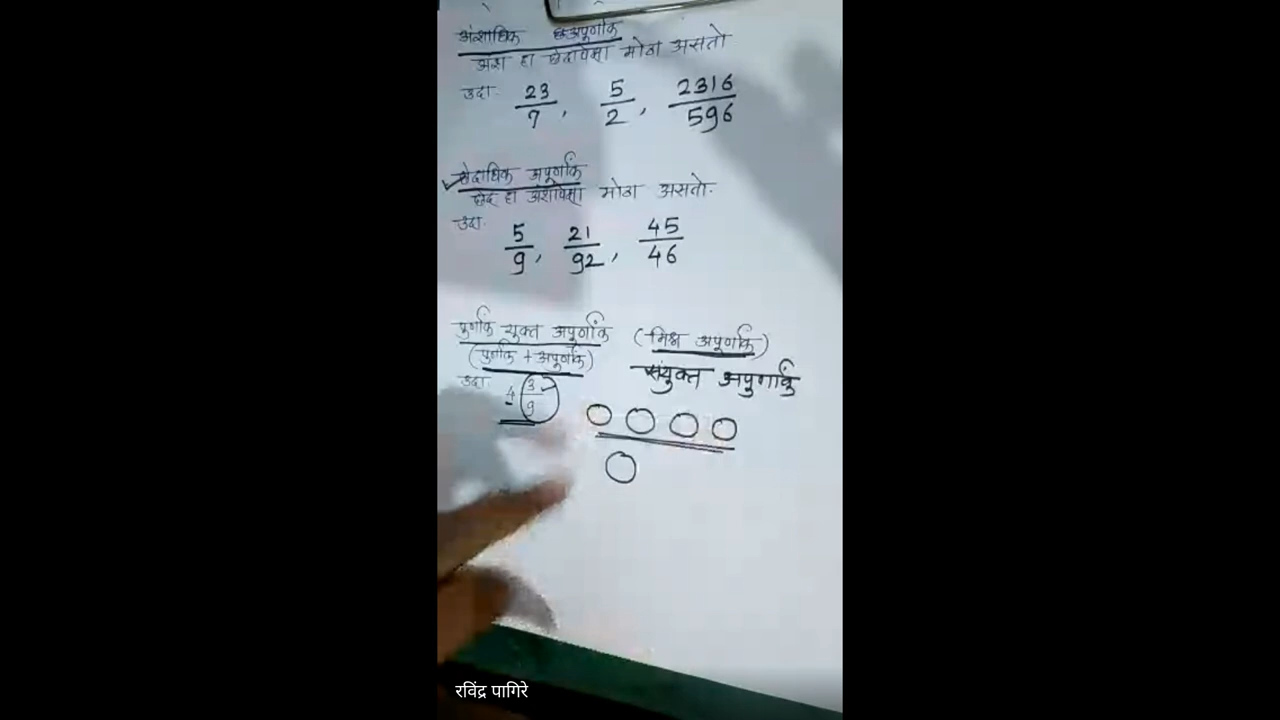 अंशाधिक अपूर्णांक
अंश हा छेदापेक्षा मोठा असतो
उदा. 23/7, 5/2, 2316/596
छेदाधिक अपूर्णांक
छेद हा अंशापेक्षा मोठा असतो.
उदा. 5/9, 21/92, 45/46
पुर्णांक युक्त अपूर्णांक (मिश्र अपूर्णांक)
(पुर्णांक + अपूर्णांक) संयुक्त अपुर्णांक
उदा. 4 3/9
रविंद्र पागिरे